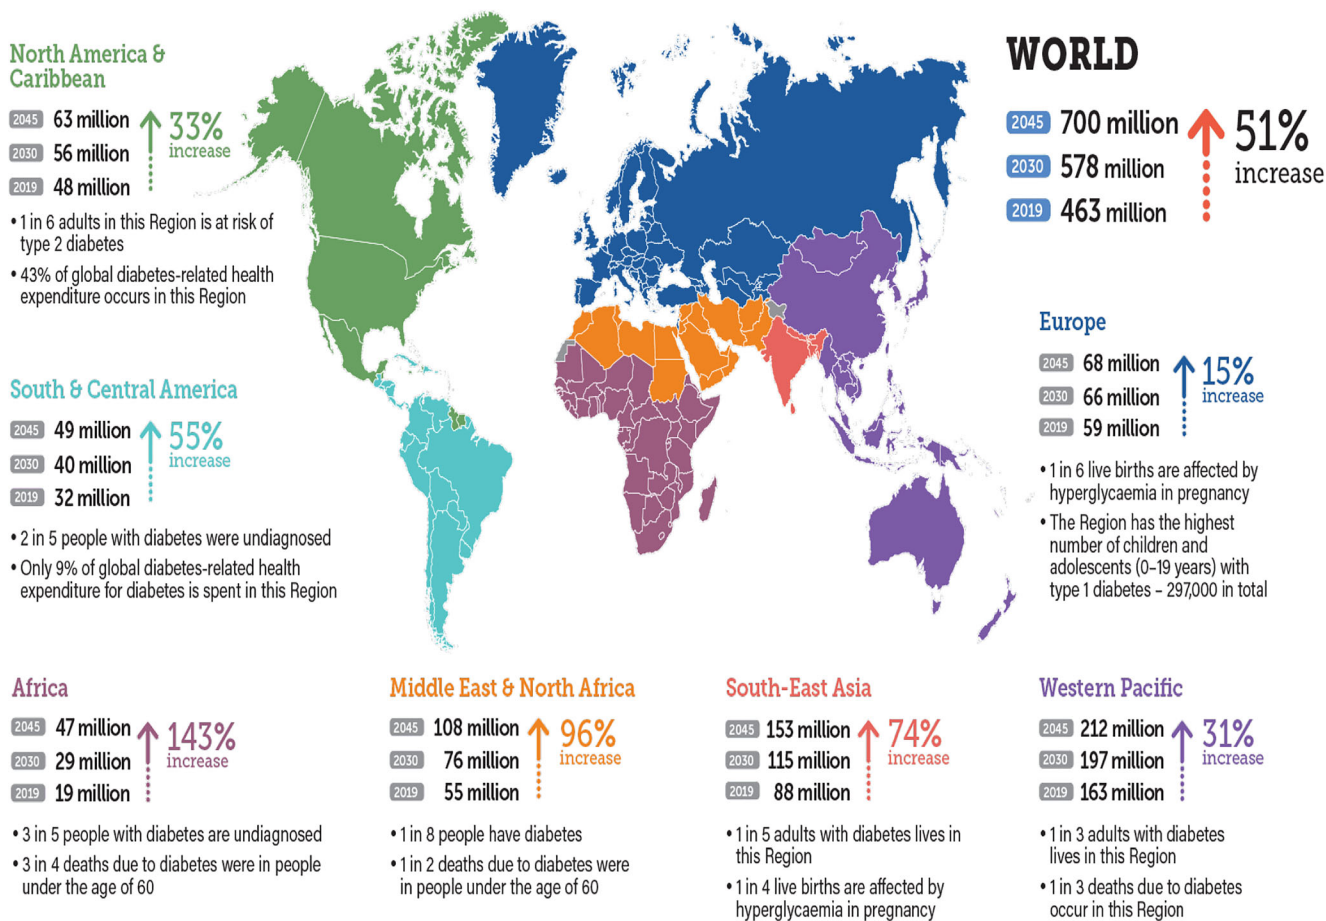 North America &
Caribbean
2045 63 million
2030 56 million
2019 48 million
33%
increase
• 1 in 6 adults in this Region is at risk of
type 2 diabetes
• 43% of global diabetes-related health
expenditure occurs in this Region
South & Central America
2045 49 million
2030 40 million
2019 32 million
55%
increase
• 2 in 5 people with diabetes were undiagnosed
• Only 9% of global diabetes-related health
expenditure for diabetes is spent in this Region
WORLD
2045 700 million
2030 578 million
2019 463 million
51%
increase
Europe
2045 68 million
2030 66 million
2019 59 million
15%
increase
• 1 in 6 live births are affected by
hyperglycaemia in pregnancy
• The Region has the highest
number of children and
adolescents (0–19 years) with
type 1 diabetes – 297,000 in total
Africa
2045 47 million
2030 29 million
2019 19 million
143%
increase
• 3 in 5 people with diabetes are undiagnosed
• 3 in 4 deaths due to diabetes were in people
under the age of 60
Middle East & North Africa
2045 108 million
2030 76 million
2019 55 million
96%
increase
• 1 in 8 people have diabetes
• 1 in 2 deaths due to diabetes were
in people under the age of 60
South-East Asia
2045 153 million
2030 115 million
2019 88 million
74%
increase
• 1 in 5 adults with diabetes lives in
this Region
• 1 in 4 live births are affected by
hyperglycaemia in pregnancy
Western Pacific
2045 212 million
2030 197 million
2019 163 million
31%
increase
• 1 in 3 adults with diabetes
lives in this Region
• 1 in 3 deaths due to diabetes
occur in this Region